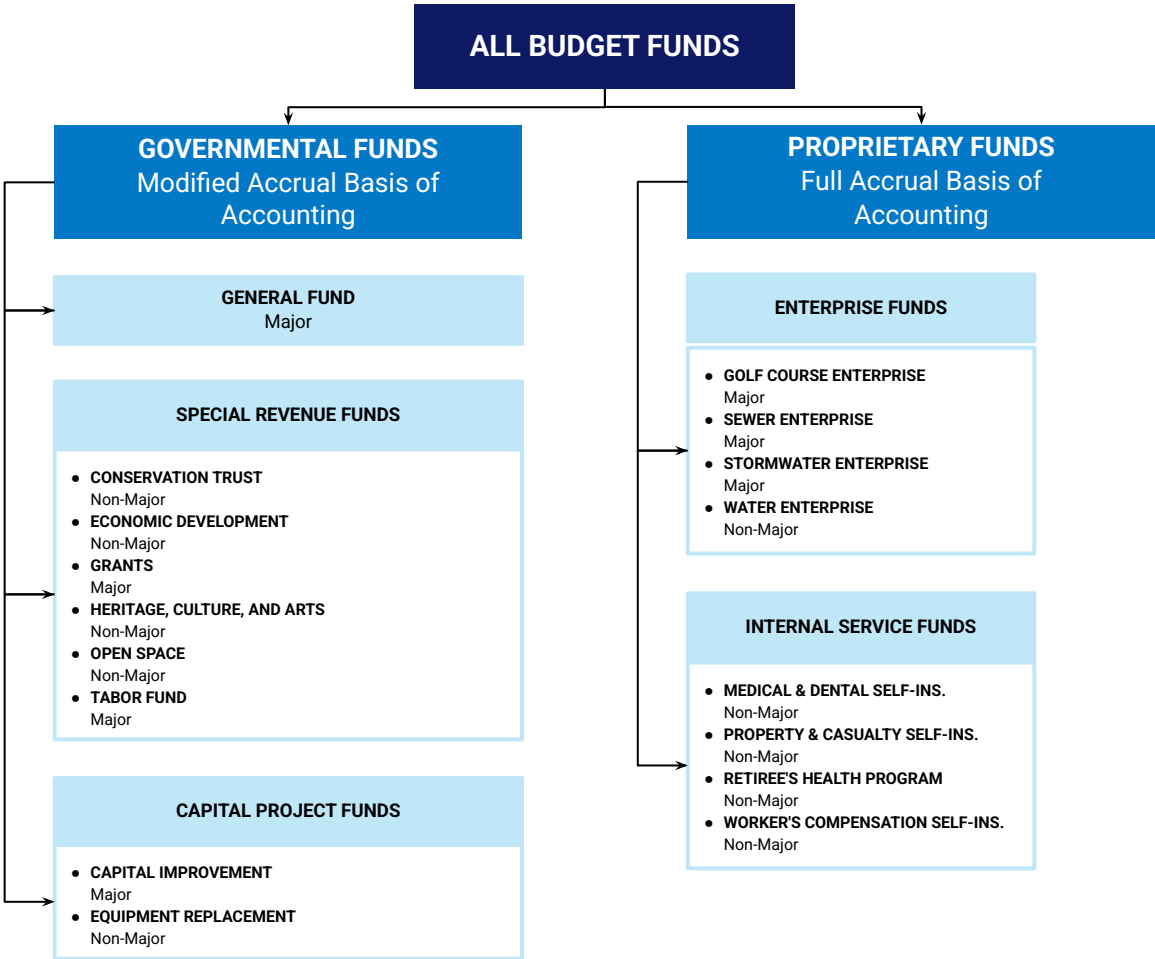 ALL BUDGET FUNDS
GOVERNMENTAL FUNDS
Modified Accrual Basis of
Accounting
GENERAL FUND
Major
SPECIAL REVENUE FUNDS
● CONSERVATION TRUST
Non-Major
● ECONOMIC DEVELOPMENT
Non-Major
● GRANTS
Major
● HERITAGE, CULTURE, AND ARTS
Non-Major
● OPEN SPACE
Non-Major
● TABOR FUND
Major
CAPITAL PROJECT FUNDS
● CAPITAL IMPROVEMENT
Major
● EQUIPMENT REPLACEMENT
Non-Major
PROPRIETARY FUNDS
Full Accrual Basis of
Accounting
ENTERPRISE FUNDS
● GOLF COURSE ENTERPRISE
Major
● SEWER ENTERPRISE
Major
● STORMWATER ENTERPRISE
Major
● WATER ENTERPRISE
Non-Major
INTERNAL SERVICE FUNDS
● MEDICAL & DENTAL SELF-INS.
Non-Major
● PROPERTY & CASUALTY SELF-INS.
Non-Major
● RETIREE'S HEALTH PROGRAM
Non-Major
● WORKER'S COMPENSATION SELF-INS.
Non-Major